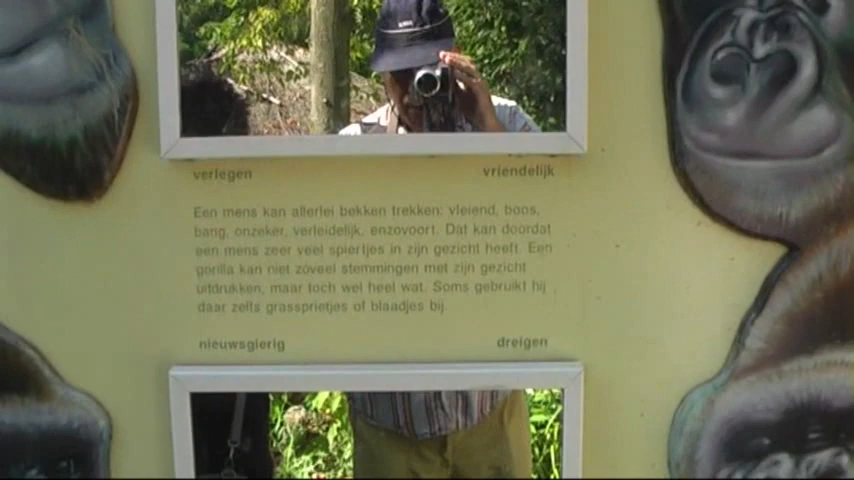 verlegen vriendelijk
Een mens kan allerlei bekken trekken: vleiend, boos,
bang, onzeker, verleidelijk, enzovoort. Dat kan doordat
een mens zeer veel spiertjes in zijn gezicht heeft. Een
gorilla kan niet zoveel stemmingen met zijn gezicht
uitdrukken, maar toch wel heel wat. Soms gebruikt hij
daar zelfs grassprietjes of blaadjes bij.
nieuwsgierig dreigen